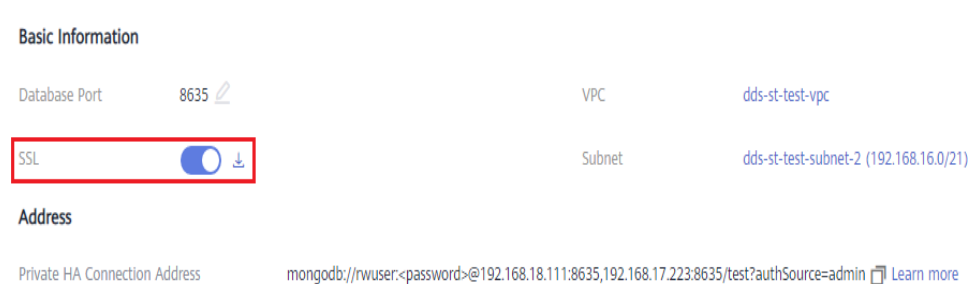 Basic Information
Database Port 8635 VPC dds-st-test-vpc
SSL Subnet dds-st-test-subnet-2 (192.168.16.0/21)
Address
Private HA Connection Address mongodb://rwuser:<password>@192.168.18.111:8635,192.168.17.223:8635/test?authSource=admin Learn more